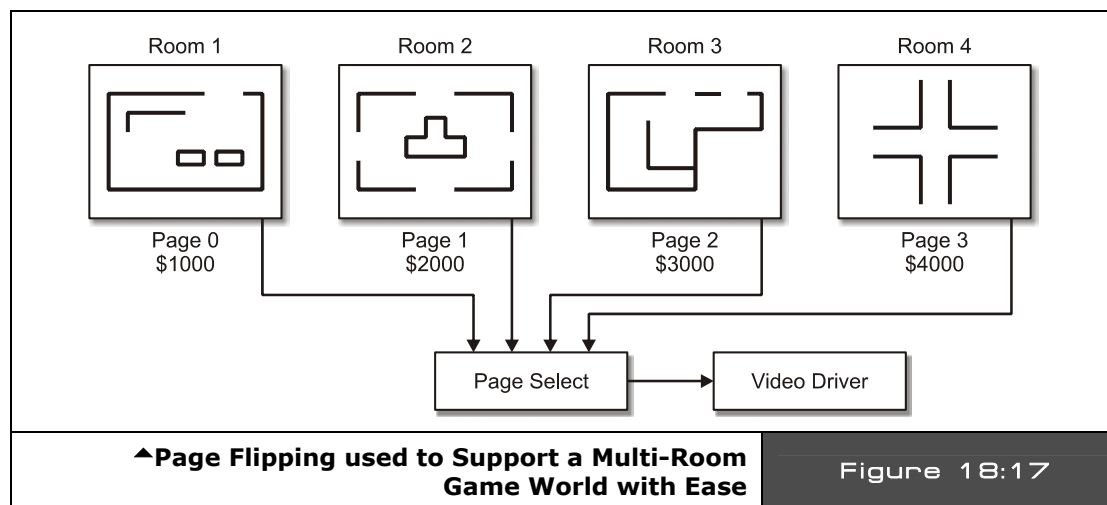 Room 1
Room 2
Room 3
Room 4
Page 0
$1000
Page 1
$2000
Page 2
$3000
Page 3
$4000
Page Select
Video Driver
▲Page Flipping used to Support a Multi-Room
Game World with Ease
Figure 18:17